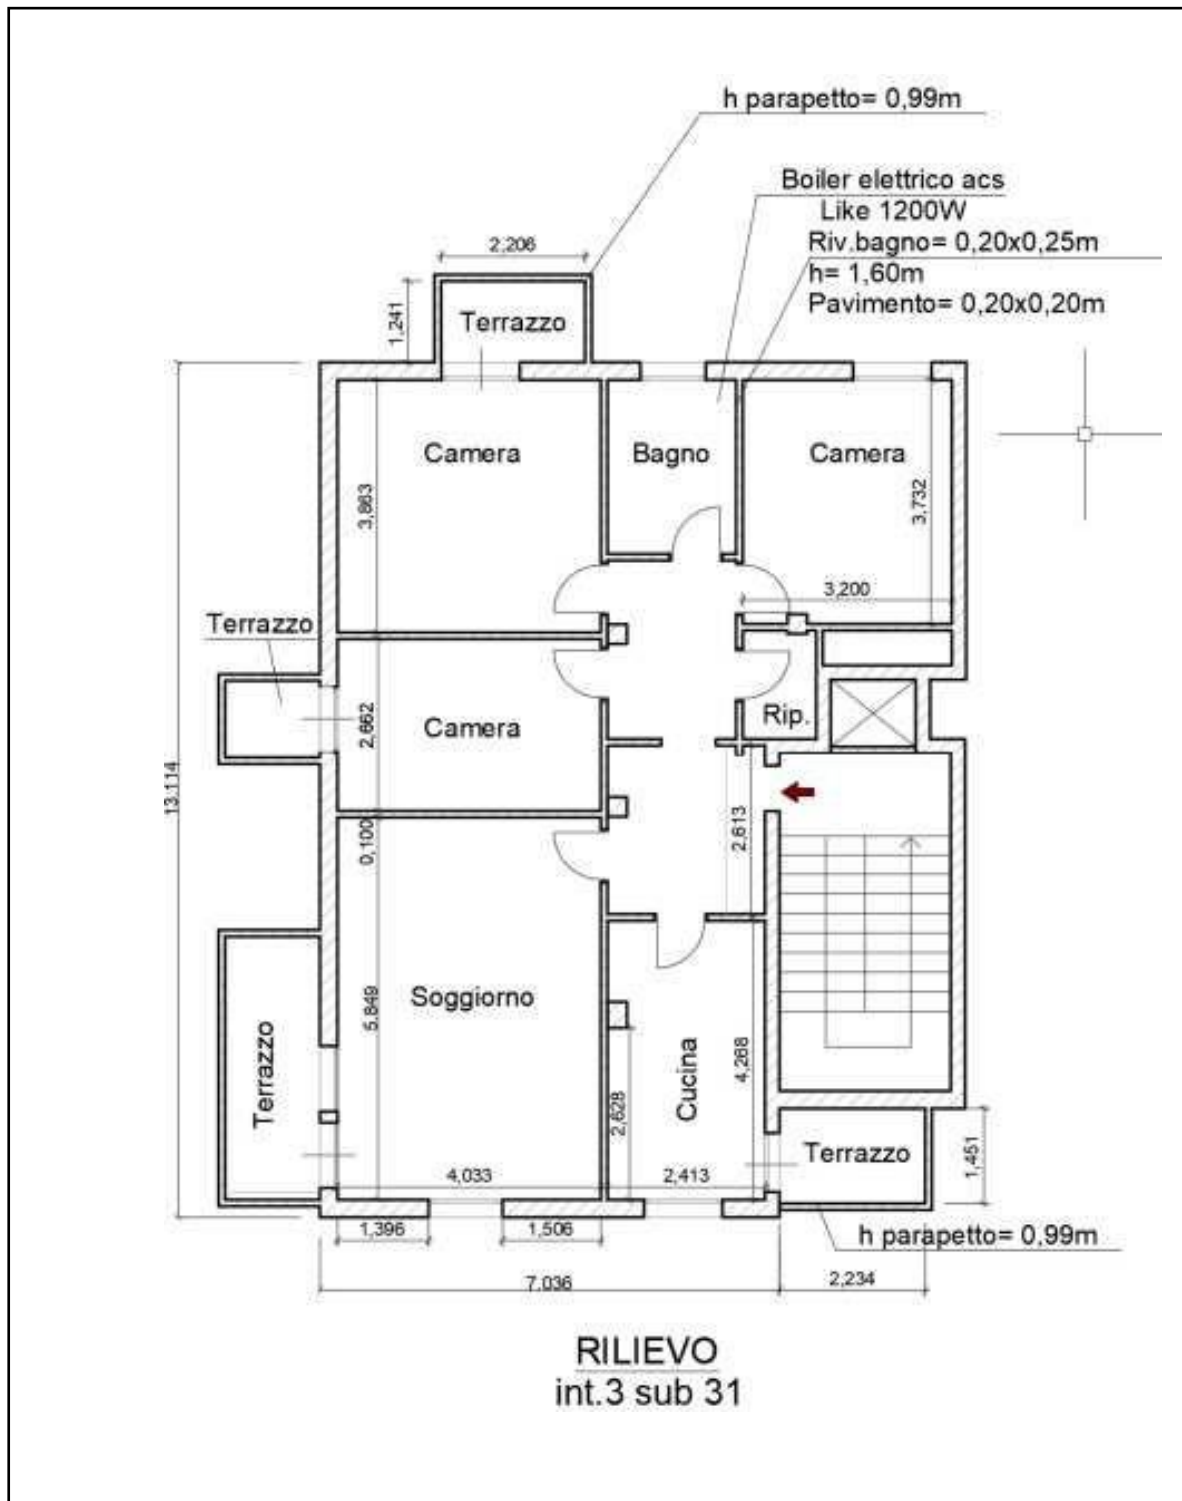 h parapetto= 0,99m
Boiler elettrico acs
Like 1200W
Riv.bagno= 0,20x0,25m
h= 1,60m
Pavimento= 0,20x0,20m
2,206
1,241
Terrazzo
Camera
Bagno
Camera
3,863
3,732
3,200
Terrazzo
2,662
Camera
Rip.
13.114
0,100
2,613
5.849
Soggiorno
Terrazzo
Cucina
4,268
2,628
4,033
2,413
Terrazzo
1,451
1,396
1,506
h parapetto= 0,99m
7.036
2,234
RILIEVO
int.3 sub 31